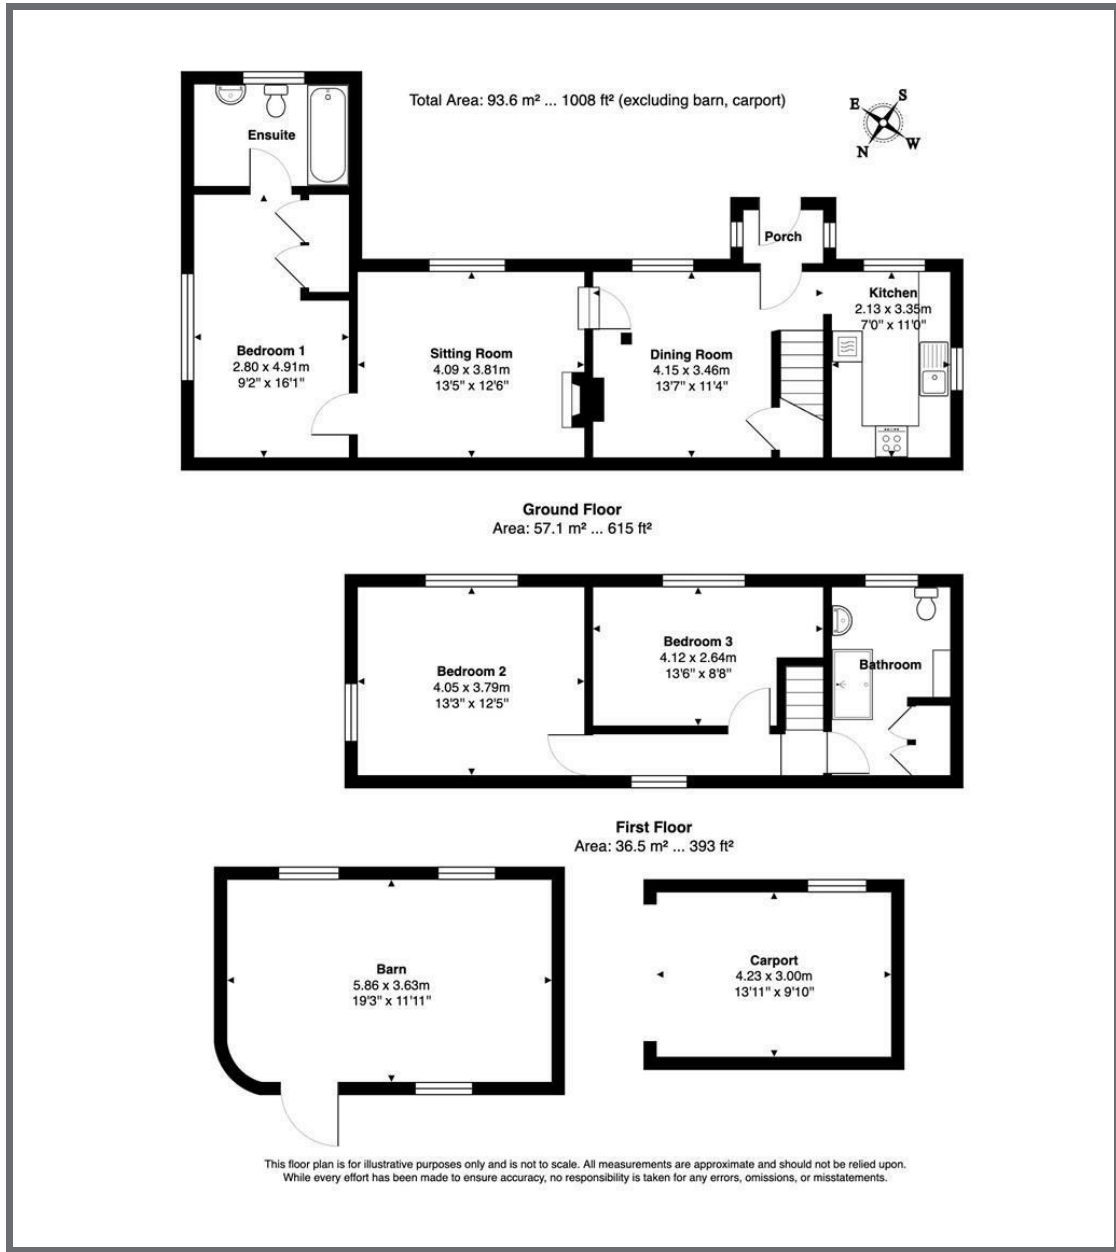 Total Area: 93.6 m² ... 1008 ft² (excluding barn, carport)
E S
N W
Ensuite
Porch
Kitchen
2.13 x 3.35m
7'0" x 11'0"
Bedroom 1
2.80 x 4.91m
9'2" x 16'1"
Sitting Room
4.09 x 3.81m
13'5" x 12'6"
Dining Room
4.15 x 3.46m
13'7" x 11'4"
Ground Floor
Area: 57.1 m² ... 615 ft²
Bedroom 2
4.05 x 3.79m
13'3" x 12'5"
Bedroom 3
4.12 x 2.64m
13'6" x 8'8"
Bathroom
First Floor
Area: 36.5 m² ... 393 ft²
Barn
5.86 x 3.63m
19'3" x 11'11"
Carport
4.23 x 3.00m
13'11" x 9'10"
This floor plan is for illustrative purposes only and is not to scale. All measurements are approximate and should not be relied upon.
While every effort has been made to ensure accuracy, no responsibility is taken for any errors, omissions, or misstatements.